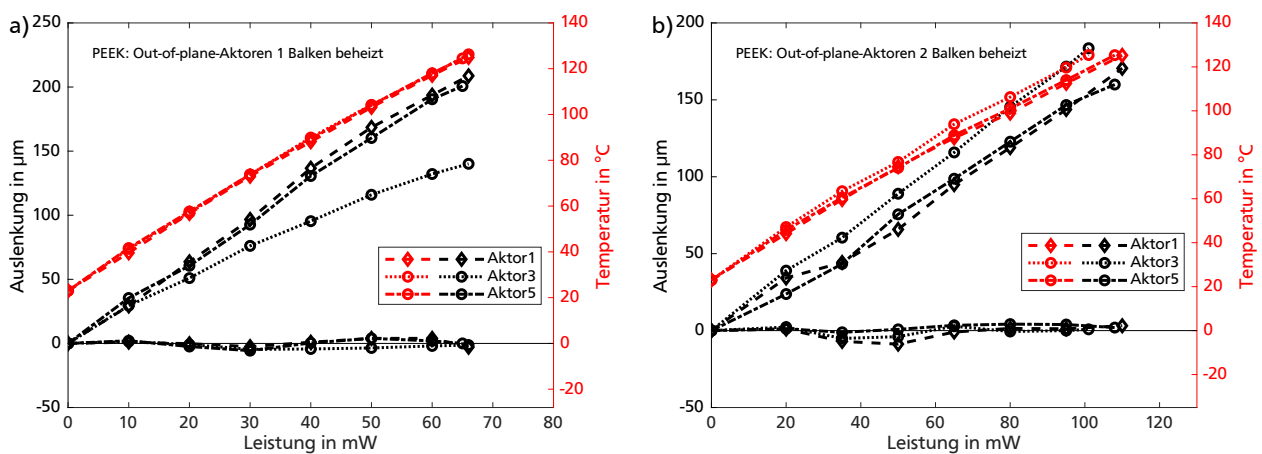 a)
PEEK: Out-of-plane-Aktoren 1 Balken beheizt
Auslenkung in µm
250
200
150
100
50
0
-50
0 10 20 30 40 50 60 70 80
Leistung in mW
140
120
100
80
60
40
20
0
-20
Temperatur in °C
Aktor1
Aktor3
Aktor5
b)
PEEK: Out-of-plane-Aktoren 2 Balken beheizt
Auslenkung in µm
200
150
100
50
0
-50
0 20 40 60 80 100 120
Leistung in mW
140
120
100
80
60
40
20
0
-20
Temperatur in °C
Aktor1
Aktor3
Aktor5